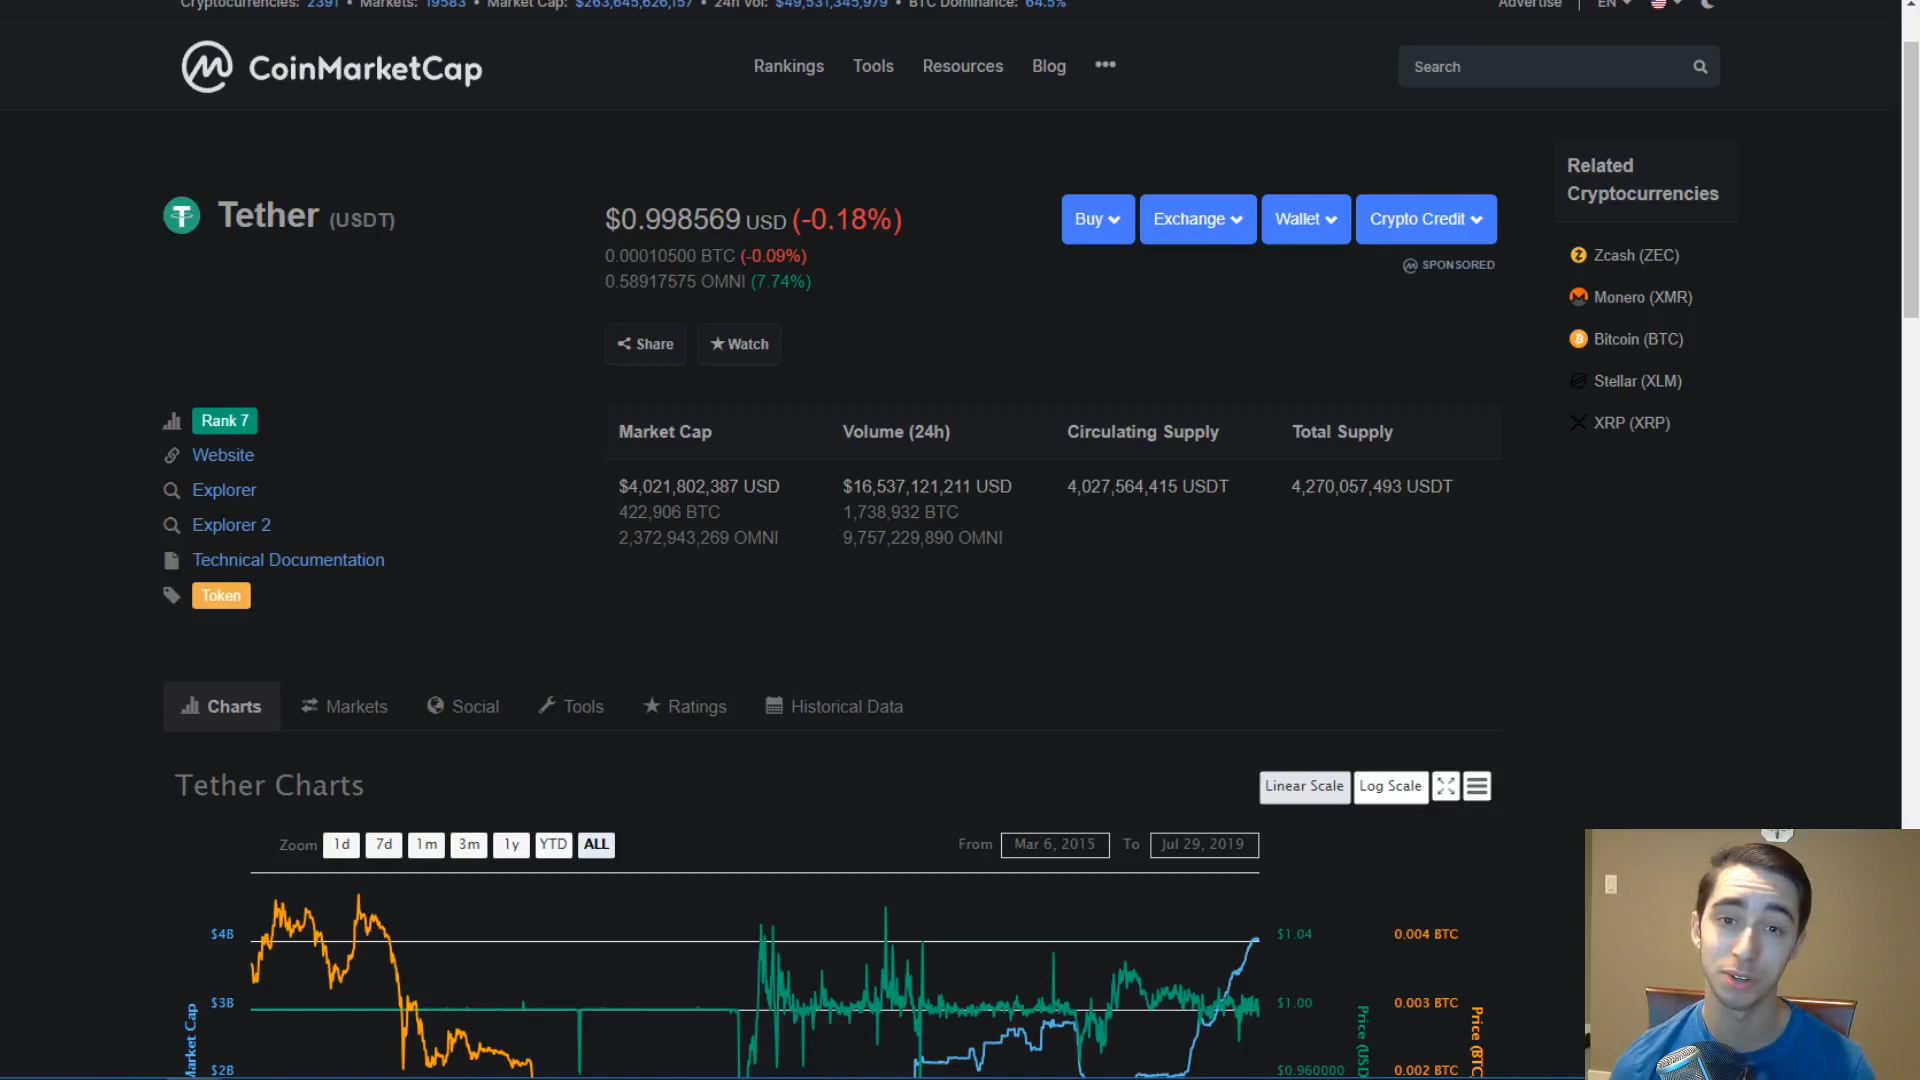 Cryptocurrencies: 2391 • Markets: 19583 • Market Cap: $263,645,626,157 • 24h Vol: $49,531,345,979 • BTC Dominance: 64.5%
Advertise | EN
CoinMarketCap
Rankings Tools Resources Blog •••
Search
Tether (USDT)
$0.998569 USD (-0.18%)
0.00010500 BTC (-0.09%)
0.58917575 OMNI (7.74%)
Buy Exchange Wallet Crypto Credit
SPONSORED
Share Watch
Related
Cryptocurrencies
Zcash (ZEC)
Monero (XMR)
Bitcoin (BTC)
Stellar (XLM)
XRP (XRP)
Rank 7
Website
Explorer
Explorer 2
Technical Documentation
Token
Market Cap Volume (24h) Circulating Supply Total Supply
$4,021,802,387 USD $16,537,121,211 USD 4,027,564,415 USDT 4,270,057,493 USDT
422,906 BTC 1,738,932 BTC
2,372,943,269 OMNI 9,757,229,890 OMNI
Charts Markets Social Tools Ratings Historical Data
Tether Charts
Linear Scale Log Scale
Zoom 1d 7d 1m 3m 1y YTD ALL
From Mar 6, 2015 To Jul 29, 2019
$4B
$3B
$2B
Market Cap
$1.04
$1.00
$0.960000
Price (USD
0.004 BTC
0.003 BTC
0.002 BTC
Price (BTC